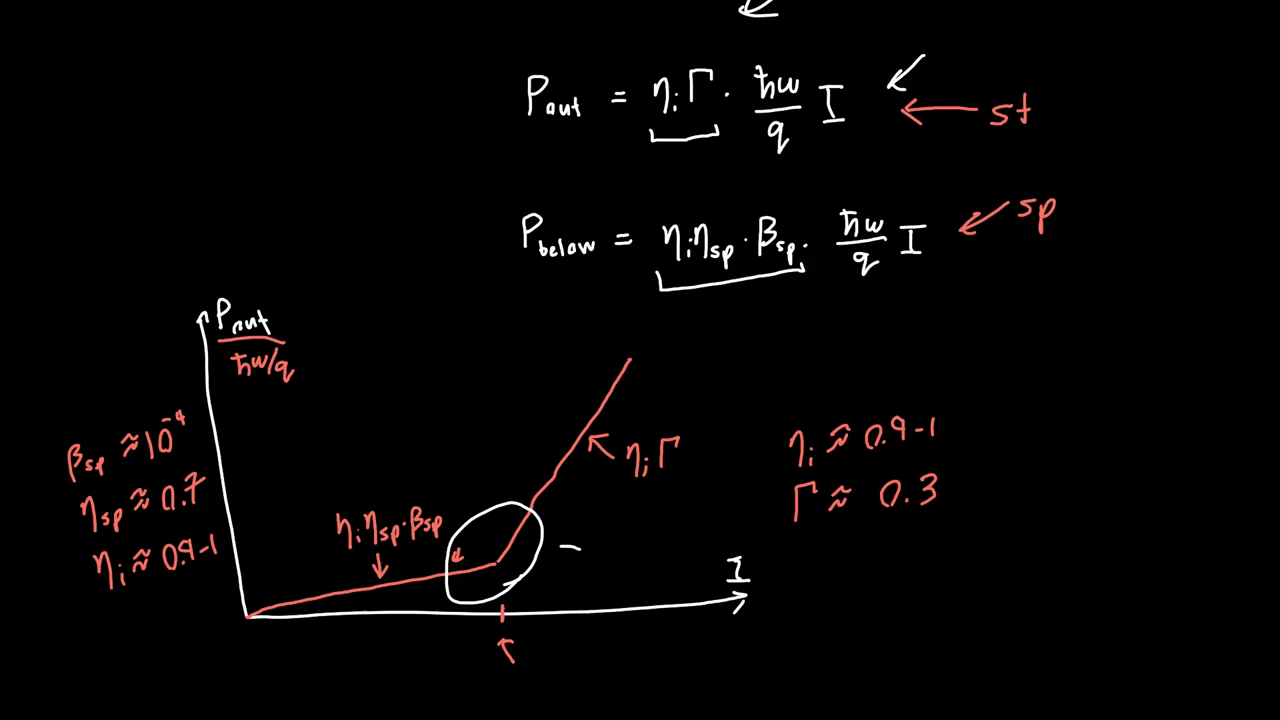 P_out = η_i Γ · ħω/q I
st
P_below = η_i η_sp · β_sp · ħω/q I
sp
P_out
ħω/q
β_sp ≈ 10^-4
η_sp ≈ 0.7
η_i ≈ 0.9-1
η_i η_sp · β_sp
η_i Γ
η_i ≈ 0.9-1
Γ ≈ 0.3
I